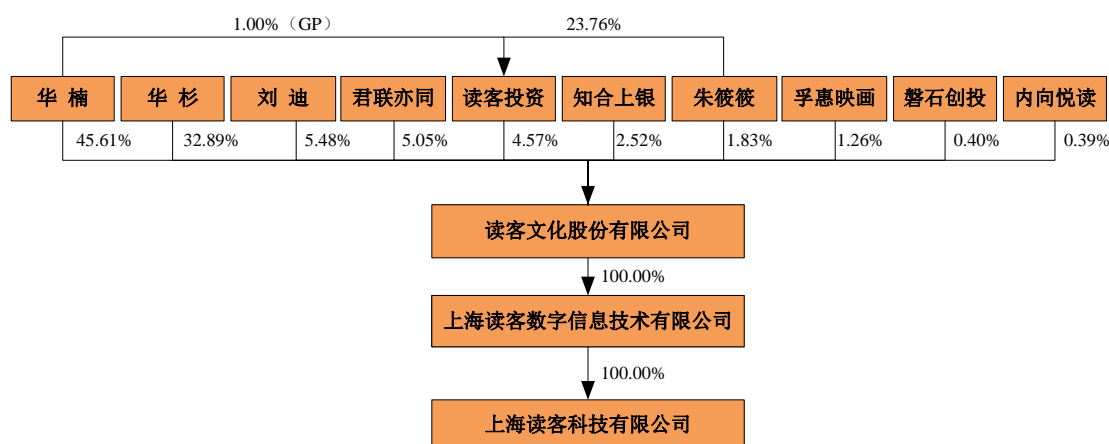 1.00%（GP） 23.76%
华 楠 华 杉 刘 迪 君联亦同 读客投资 知合上银 朱筱筱 孚惠映画 磐石创投 内向悦读
45.61% 32.89% 5.48% 5.05% 4.57% 2.52% 1.83% 1.26% 0.40% 0.39%
读客文化股份有限公司
100.00%
上海读客数字信息技术有限公司
100.00%
上海读客科技有限公司